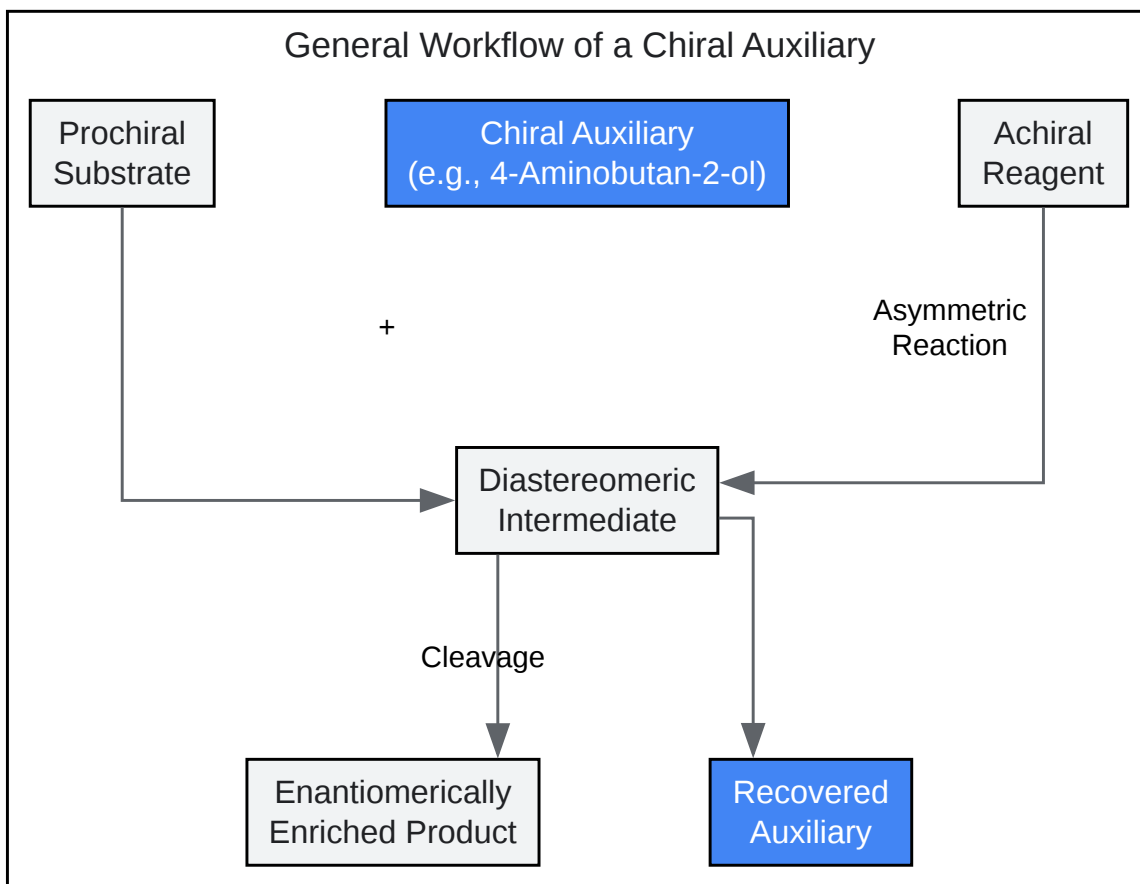 General Workflow of a Chiral Auxiliary
Prochiral
Substrate
Chiral Auxiliary
(e.g., 4-Aminobutan-2-ol)
Achiral
Reagent
+
Asymmetric
Reaction
Diastereomeric
Intermediate
Cleavage
Enantiomerically
Enriched Product
Recovered
Auxiliary